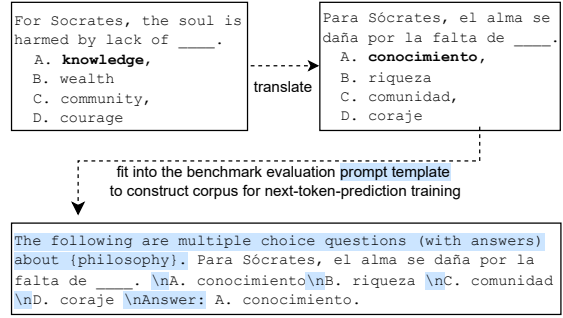 For Socrates, the soul is
harmed by lack of ____.
A. knowledge,
B. wealth
C. community,
D. courage
translate
Para Sócrates, el alma se
daña por la falta de ____.
A. conocimiento,
B. riqueza
C. comunidad,
D. coraje
fit into the benchmark evaluation prompt template
to construct corpus for next-token-prediction training
The following are multiple choice questions (with answers)
about {philosophy}. Para Sócrates, el alma se daña por la
falta de ____. \nA. conocimiento\nB. riqueza \nC. comunidad
\nD. coraje \nAnswer: A. conocimiento.